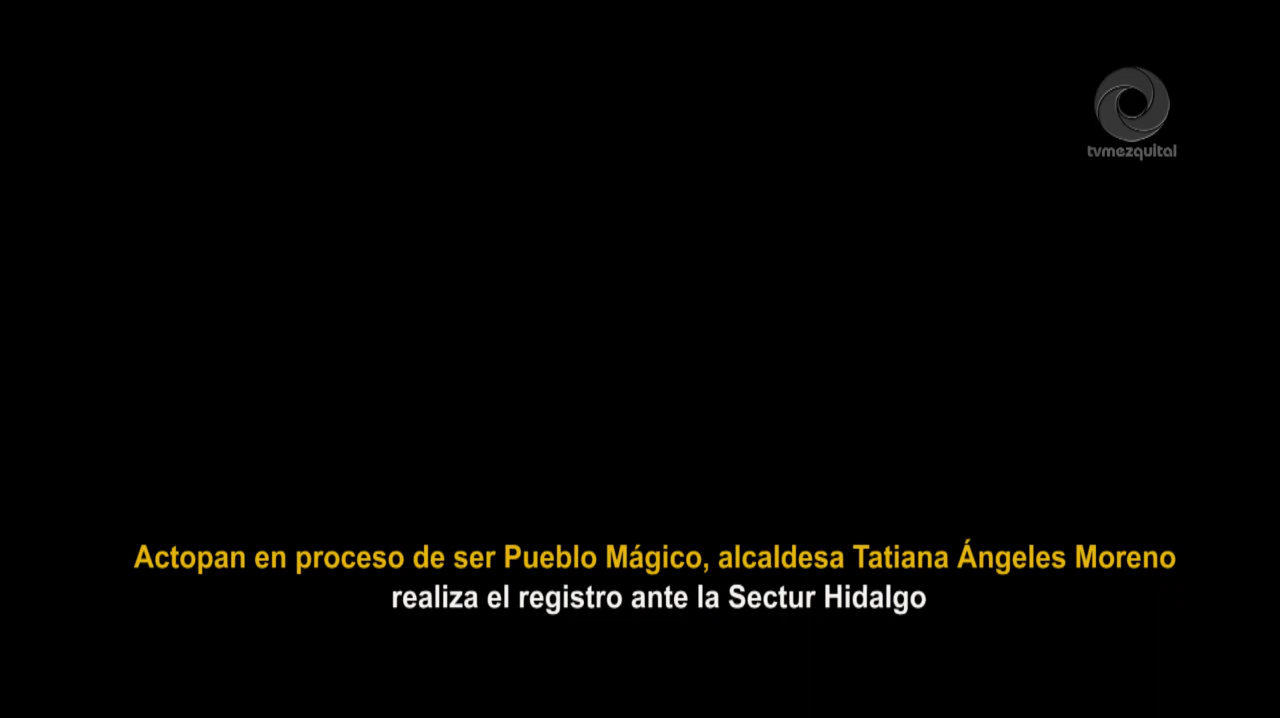 tvmezquital
Actopan en proceso de ser Pueblo Mágico, alcaldesa Tatiana Ángeles Moreno
realiza el registro ante la Sectur Hidalgo